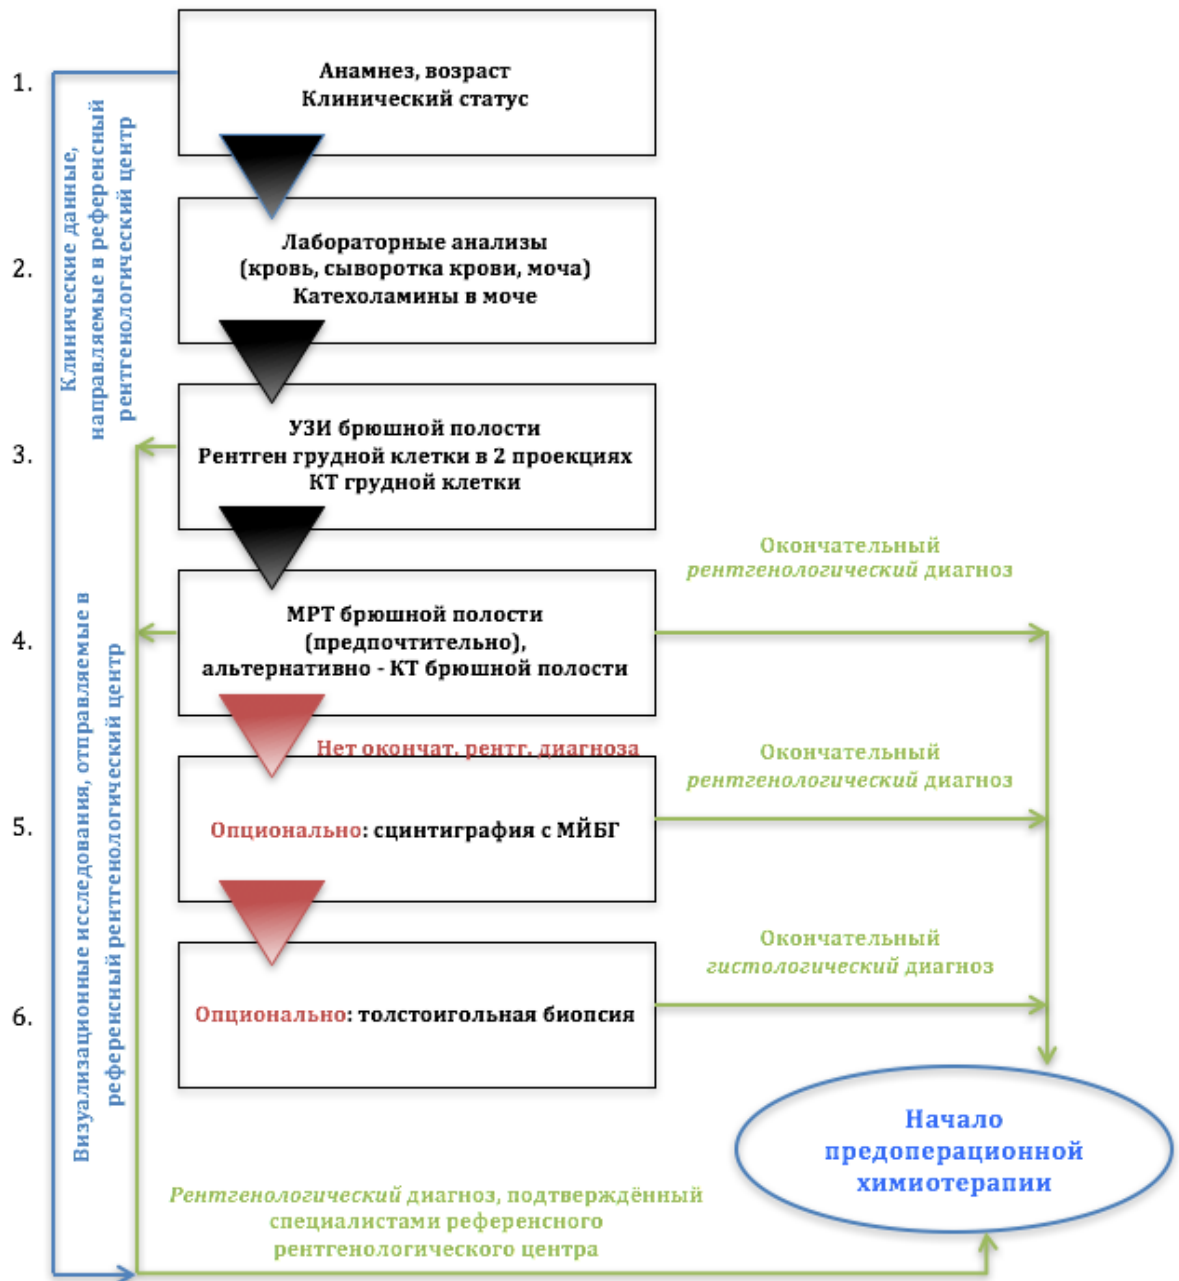 1.
Анамнез, возраст
Клинический статус
Клинические данные,
направляемые в референсный
рентгенологический центр
2.
Лабораторные анализы
(кровь, сыворотка крови, моча)
Катехоламины в моче
3.
УЗИ брюшной полости
Рентген грудной клетки в 2 проекциях
КТ грудной клетки
Окончательный
рентгенологический диагноз
4.
МРТ брюшной полости
(предпочтительно),
альтернативно - КТ брюшной полости
Визуализационные исследования, отправляемые в
референсный рентгенологический центр
Нет окончат. рентг. диагноза
Окончательный
рентгенологический диагноз
5.
Опционально: сцинтиграфия с МЙБГ
Окончательный
гистологический диагноз
6.
Опционально: толстоигольная биопсия
Начало
предоперационной
химиотерапии
Рентгенологический диагноз, подтверждённый
специалистами референсного
рентгенологического центра